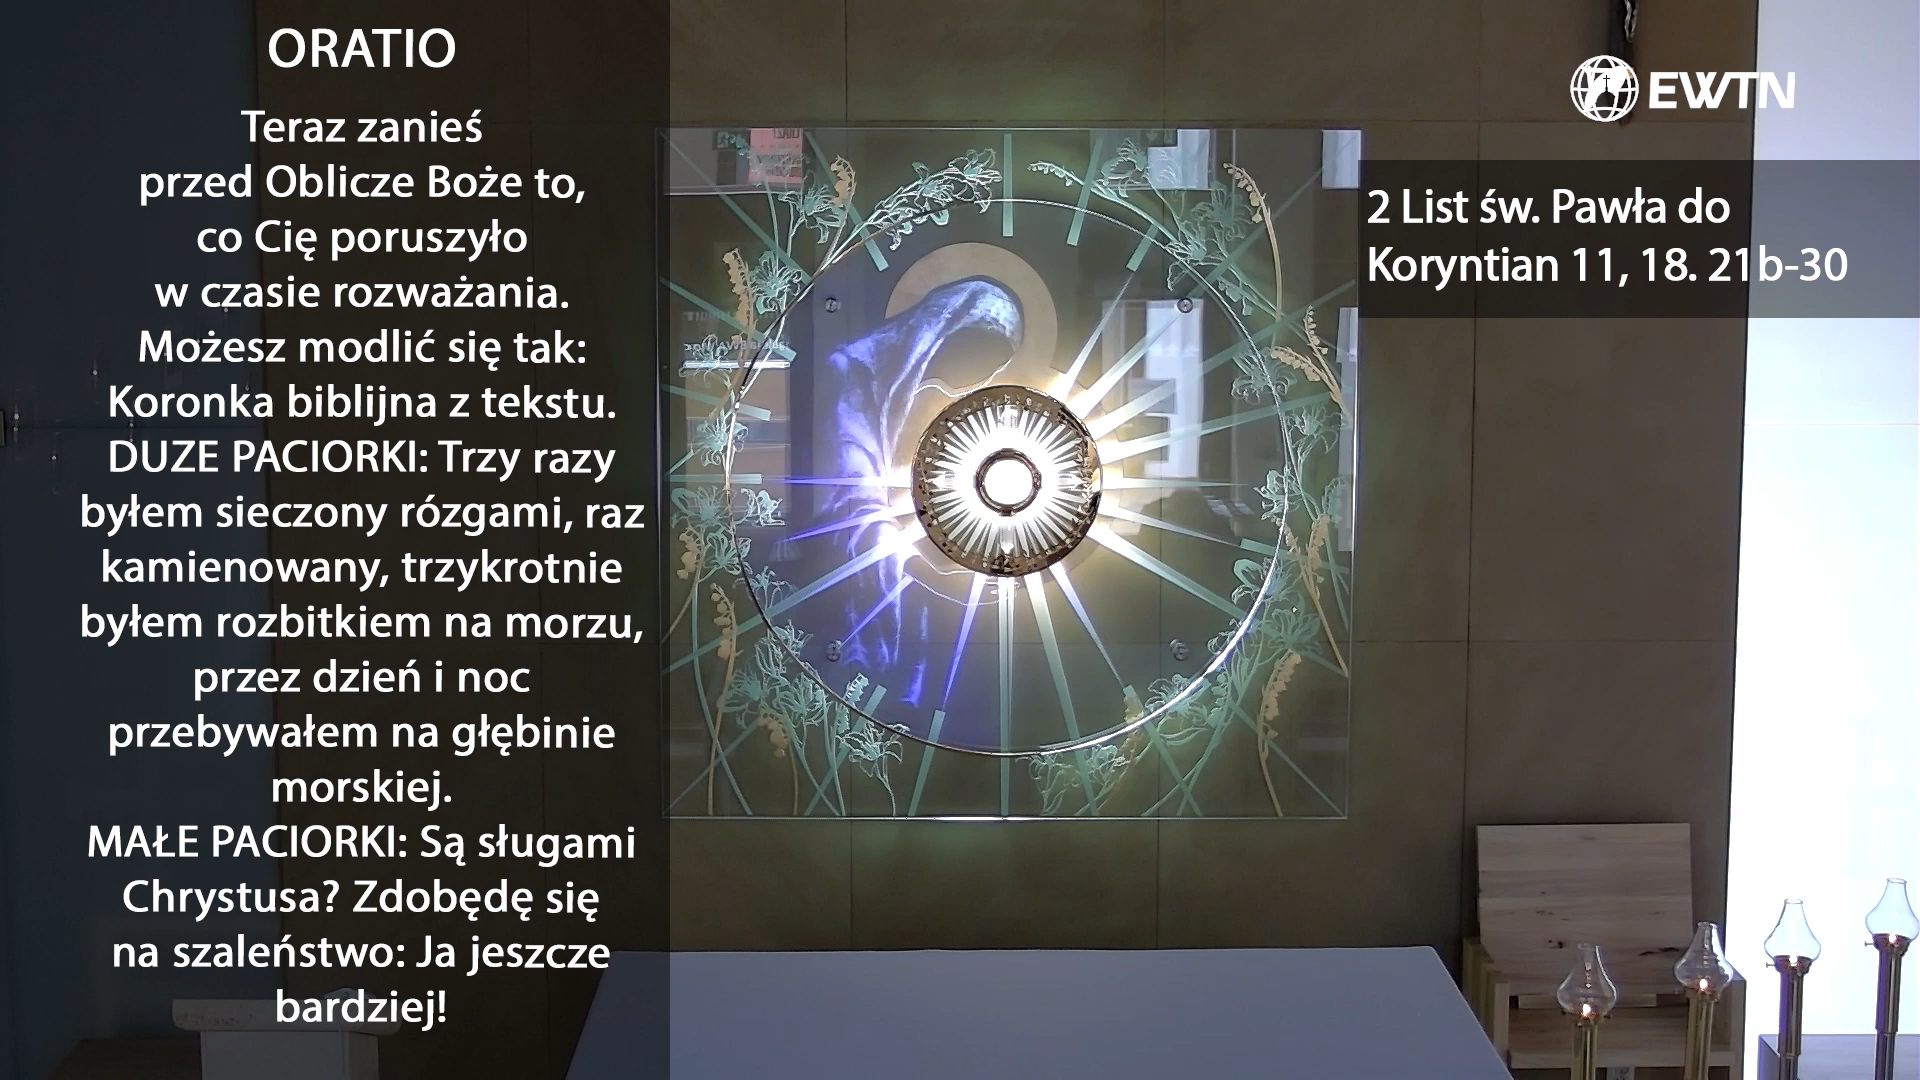 ORATIO
Teraz zanieś
przed Oblicze Boże to,
co Cię poruszyło
w czasie rozważania.
Możesz modlić się tak:
Koronka biblijna z tekstu.
DUZE PACIORKI: Trzy razy
byłem sieczony rózgami, raz
kamienowany, trzykrotnie
byłem rozbitkiem na morzu,
przez dzień i noc
przebywałem na głębinie
morskiej.
MAŁE PACIORKI: Są sługami
Chrystusa? Zdobędę się
na szaleństwo: Ja jeszcze
bardziej!
EWTN
2 List św. Pawła do
Koryntian 11, 18. 21b-30